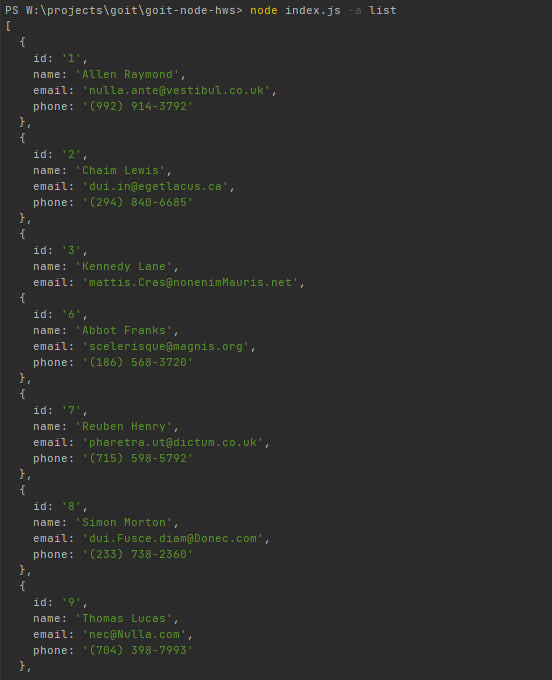 PS W:\projects\goit\goit-node-hws> node index.js -a list
[
  {
    id: '1',
    name: 'Allen Raymond',
    email: 'nulla.ante@vestibul.co.uk',
    phone: '(992) 914-3792'
  },
  {
    id: '2',
    name: 'Chaim Lewis',
    email: 'dui.in@egetlacus.ca',
    phone: '(294) 840-6685'
  },
  {
    id: '3',
    name: 'Kennedy Lane',
    email: 'mattis.Cras@nonenimMauris.net',
  {
    id: '6',
    name: 'Abbot Franks',
    email: 'scelerisque@magnis.org',
    phone: '(186) 568-3720'
  },
  {
    id: '7',
    name: 'Reuben Henry',
    email: 'pharetra.ut@dictum.co.uk',
    phone: '(715) 598-5792'
  },
  {
    id: '8',
    name: 'Simon Morton',
    email: 'dui.Fusce.diam@Donec.com',
    phone: '(233) 738-2360'
  },
  {
    id: '9',
    name: 'Thomas Lucas',
    email: 'nec@Nulla.com',
    phone: '(704) 398-7993'
  },